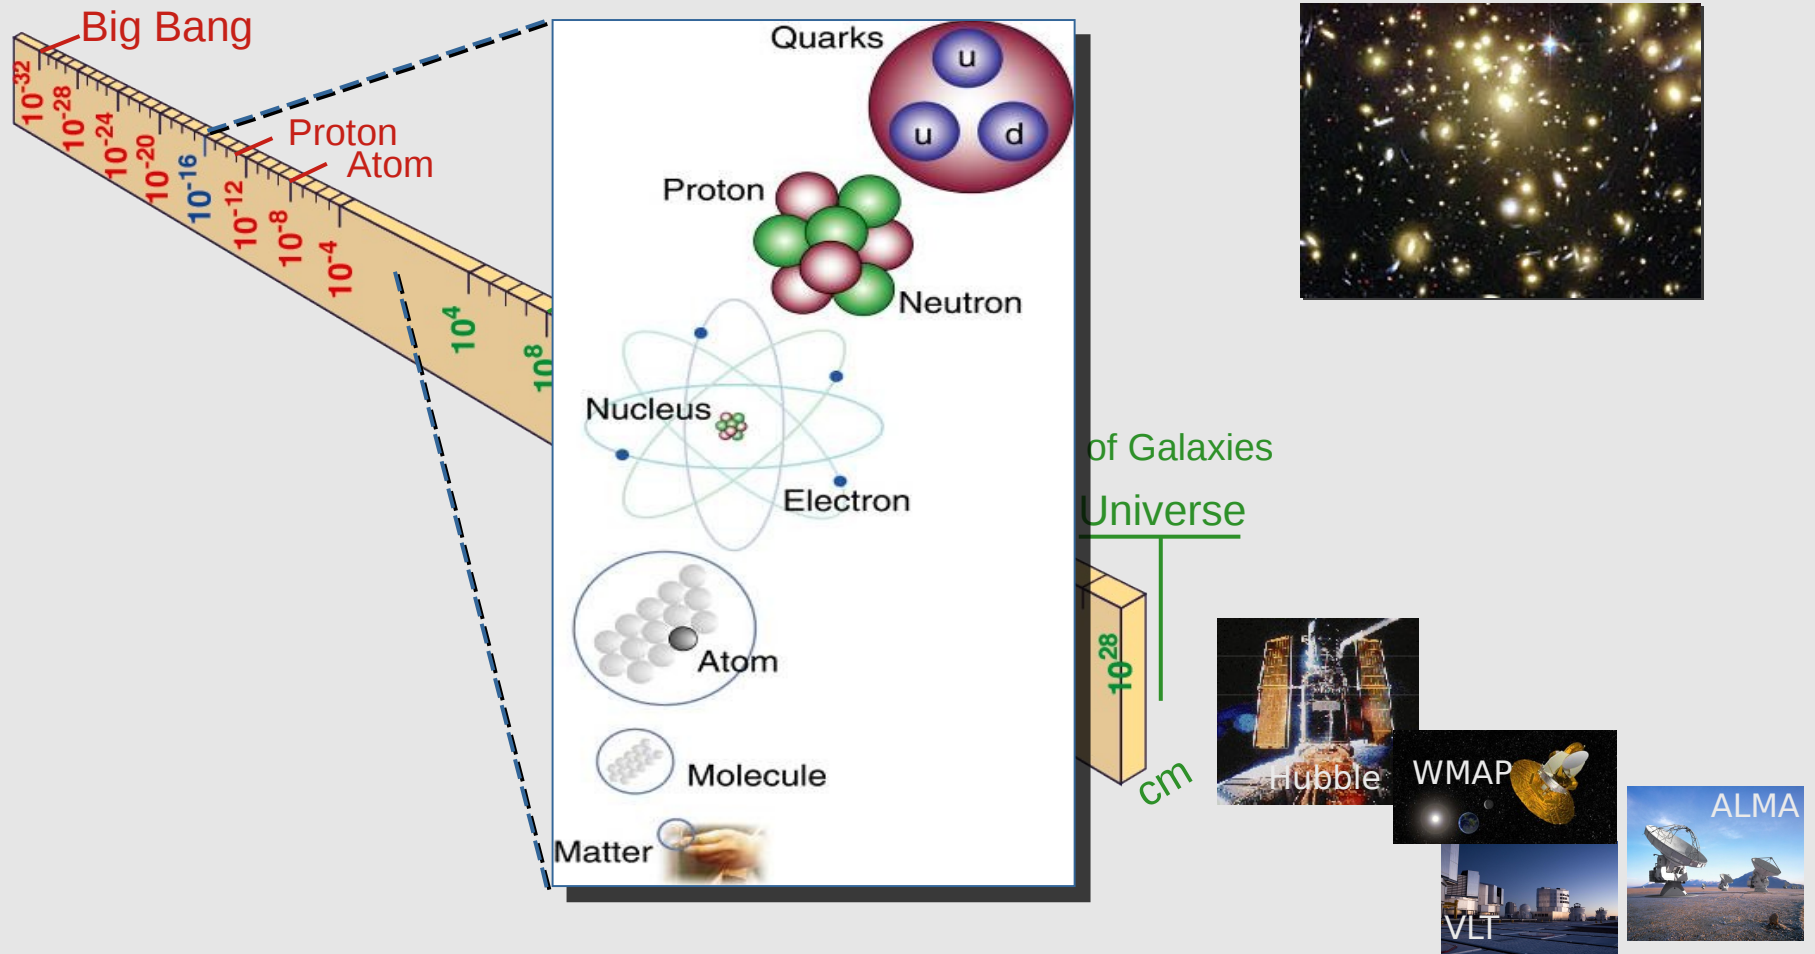 Big Bang
Proton
Atom
10-32
10-28
10-24
10-20
10-16
10-12
10-8
10-4
104
108
Quarks
u
u
d
Proton
Neutron
Nucleus
Electron
Atom
Molecule
Matter
of Galaxies
Universe
1028
cm
Hubble
WMAP
ALMA
VLT